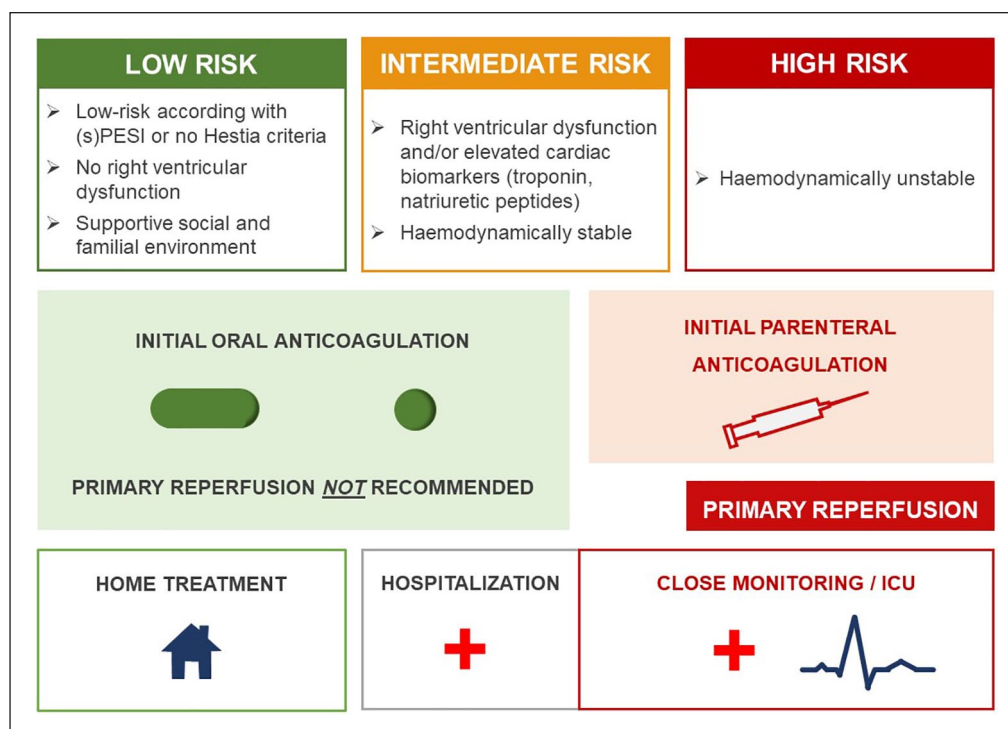 LOW RISK
➢ Low-risk according with
(s)PESI or no Hestia criteria
➢ No right ventricular
dysfunction
➢ Supportive social and
familial environment
INTERMEDIATE RISK
➢ Right ventricular dysfunction
and/or elevated cardiac
biomarkers (troponin,
natriuretic peptides)
➢ Haemodynamically stable
HIGH RISK
➢ Haemodynamically unstable
INITIAL ORAL ANTICOAGULATION
PRIMARY REPERFUSION NOT RECOMMENDED
INITIAL PARENTERAL
ANTICOAGULATION
PRIMARY REPERFUSION
HOME TREATMENT
HOSPITALIZATION
CLOSE MONITORING / ICU